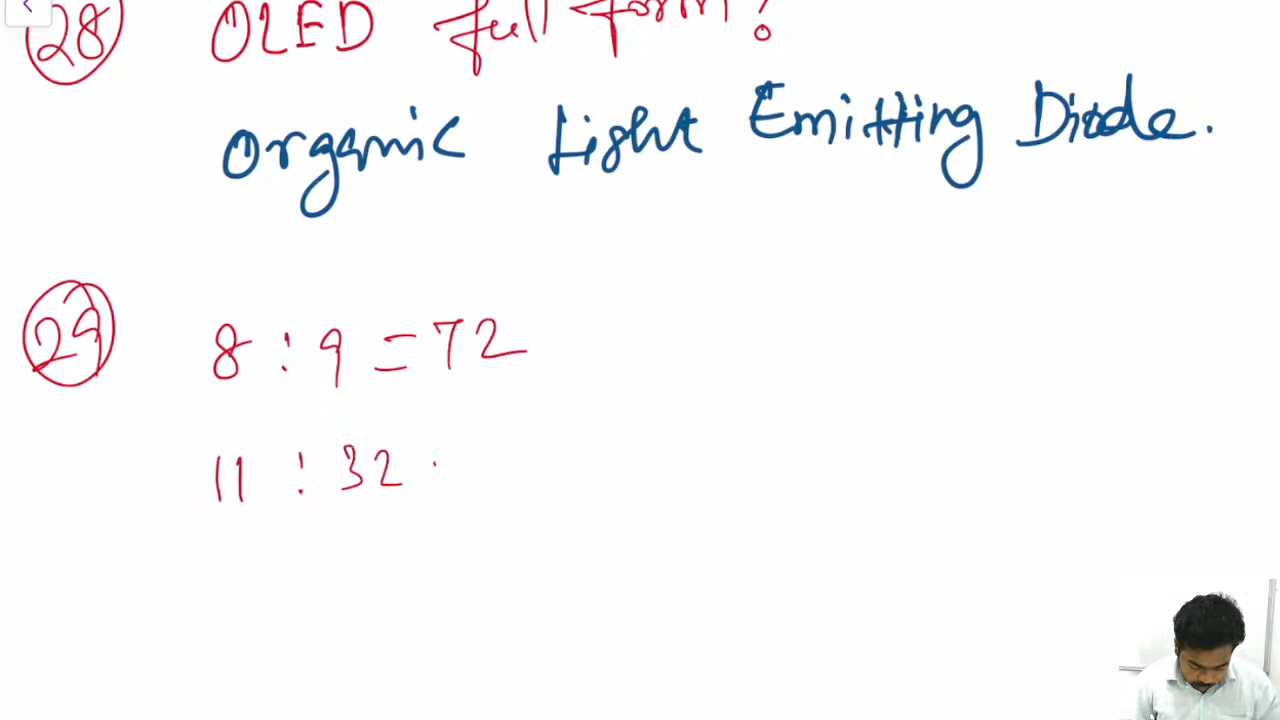 28 OLED full form?
Organic Light Emitting Diode.
29 8 : 9 = 72
11 : 32